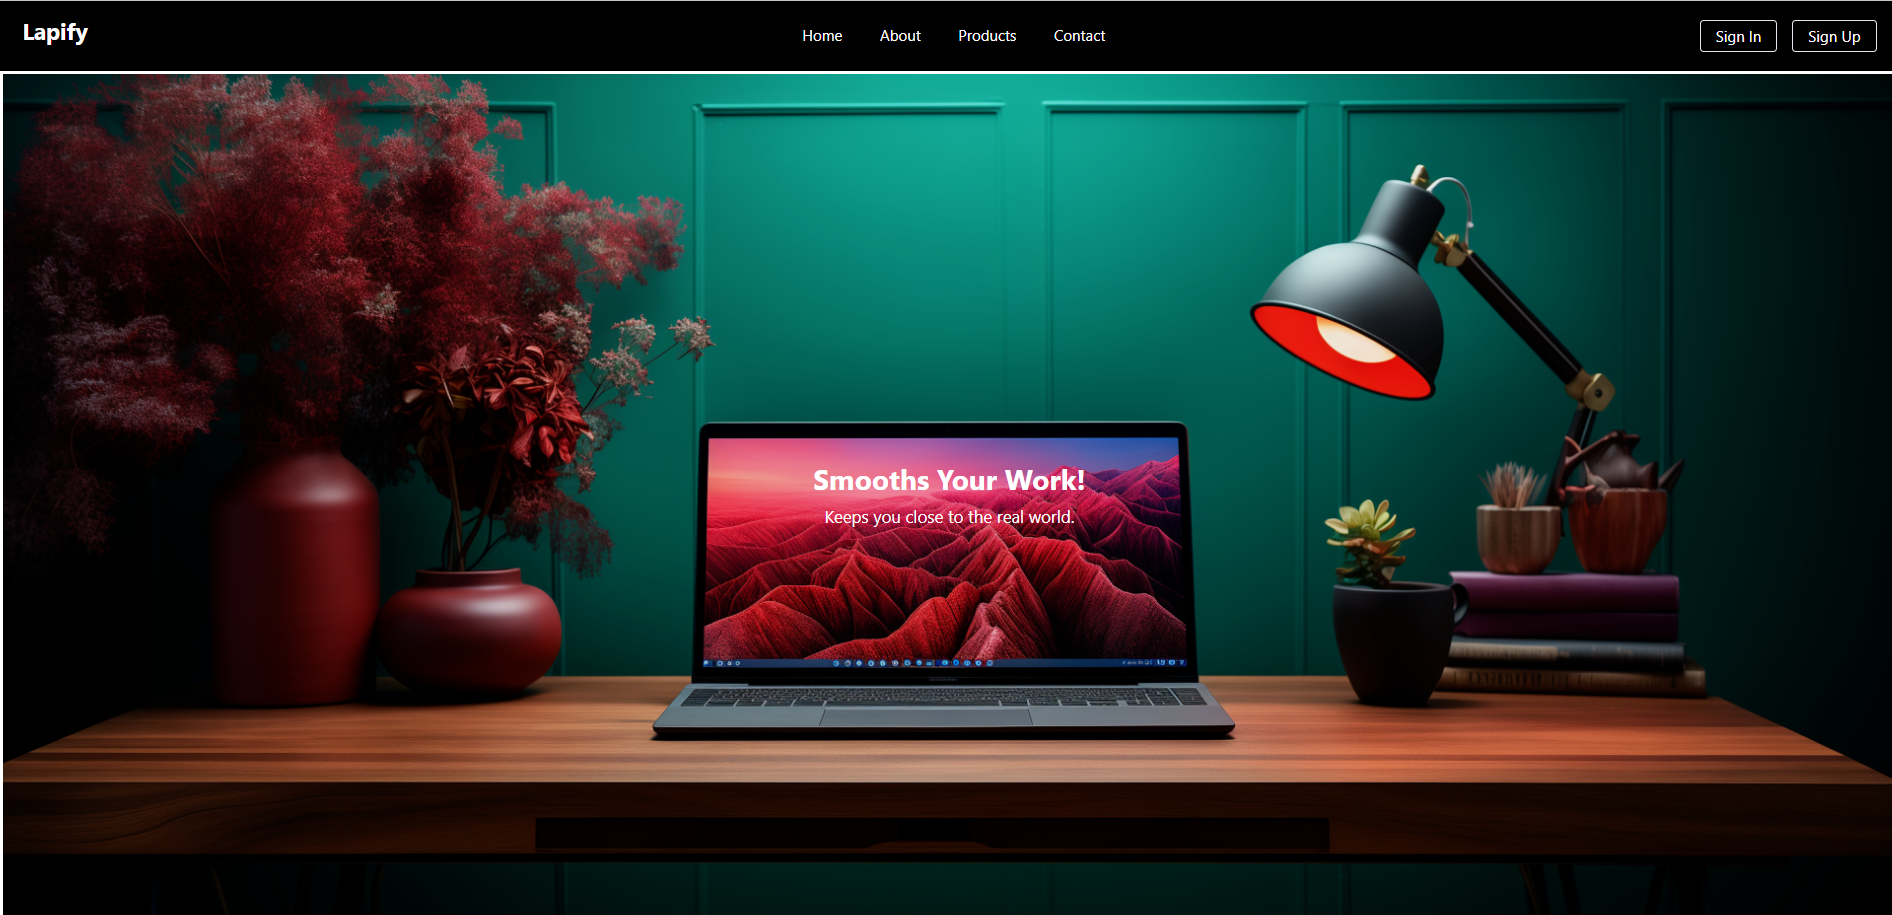 Lapify
Home About Products Contact
Sign In Sign Up
Smooths Your Work!
Keeps you close to the real world.